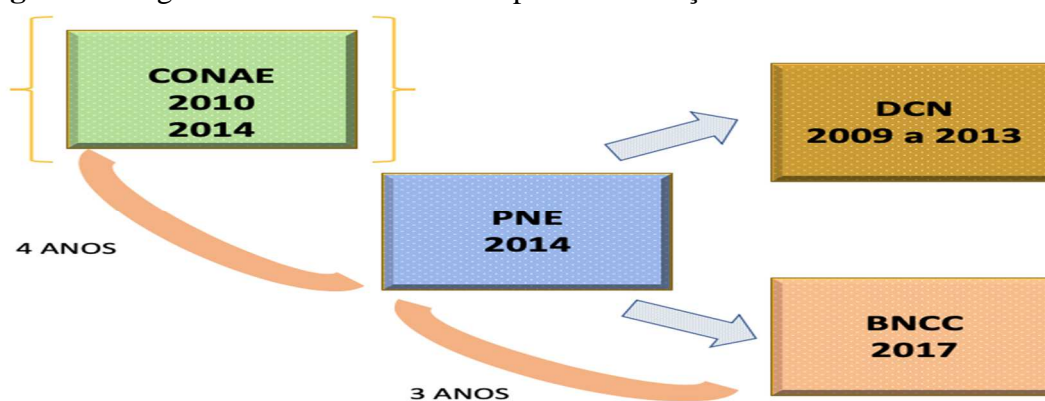 CONAE
2010
2014
DCN
2009 a 2013
PNE
2014
4 ANOS
BNCC
2017
3 ANOS